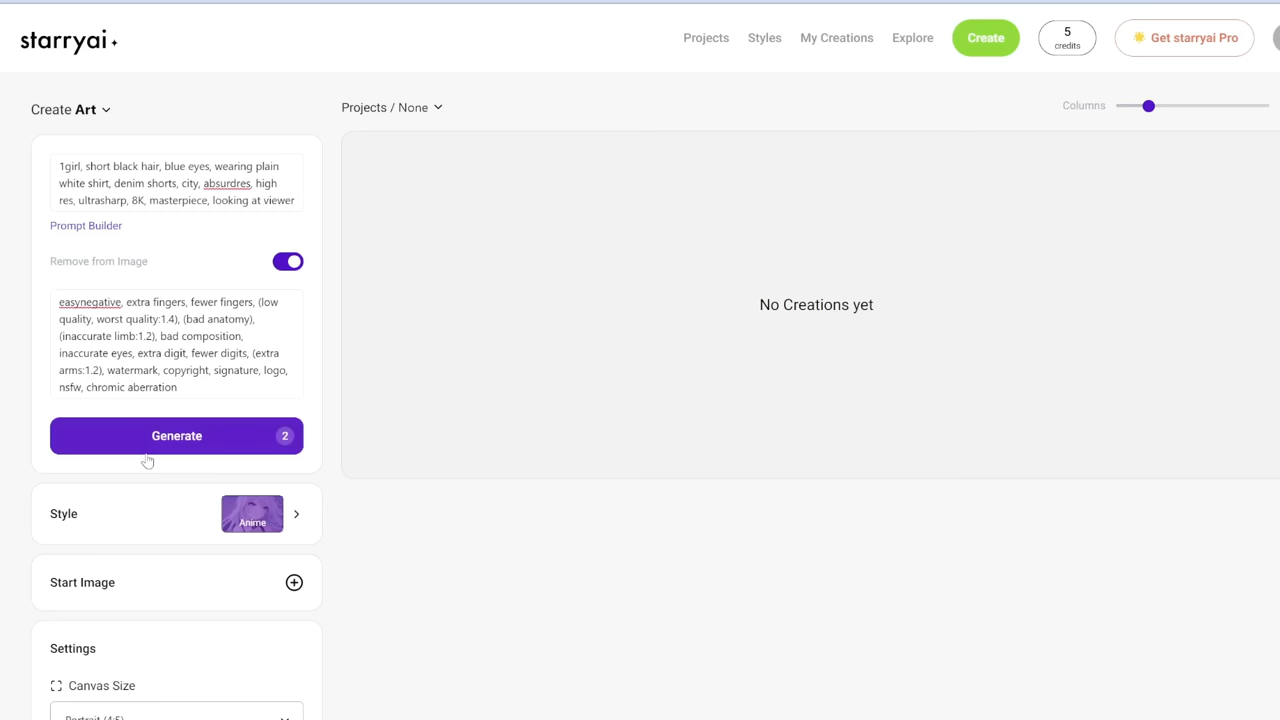 starryai
Projects
Styles
My Creations
Explore
Create
5
credits
Get starryai Pro
Create Art
Projects / None
Columns
1girl, short black hair, blue eyes, wearing plain
white shirt, denim shorts, city, absurdres, high
res, ultrasharp, 8K, masterpiece, looking at viewer
Prompt Builder
Remove from Image
easynegative, extra fingers, fewer fingers, (low
quality, worst quality:1.4), (bad anatomy),
(inaccurate limb:1.2), bad composition,
inaccurate eyes, extra digit, fewer digits, (extra
arms:1.2), watermark, copyright, signature, logo,
nsfw, chromic aberration
Generate 2
No Creations yet
Style
Anime
Start Image
Settings
Canvas Size
Portrait (4:5)